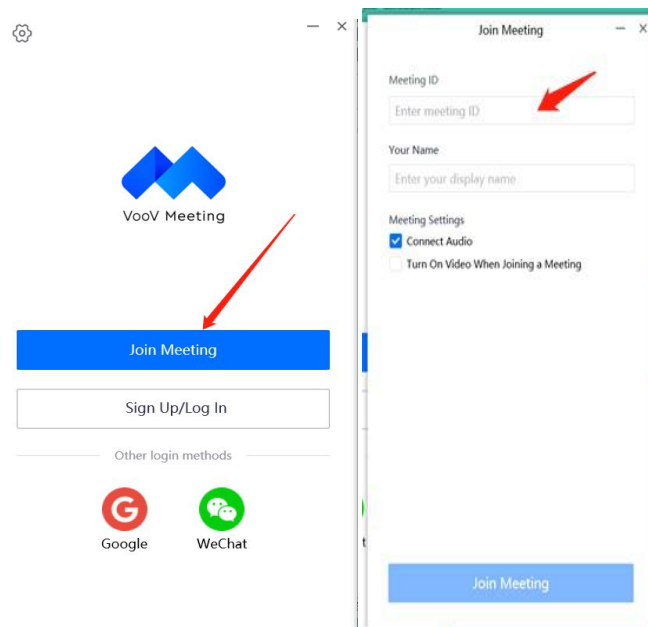 VooV Meeting
Join Meeting
Sign Up/Log In
Other login methods
Google
WeChat
Join Meeting
Meeting ID
Enter meeting ID
Your Name
Enter your display name
Meeting Settings
Connect Audio
Turn On Video When Joining a Meeting
Join Meeting